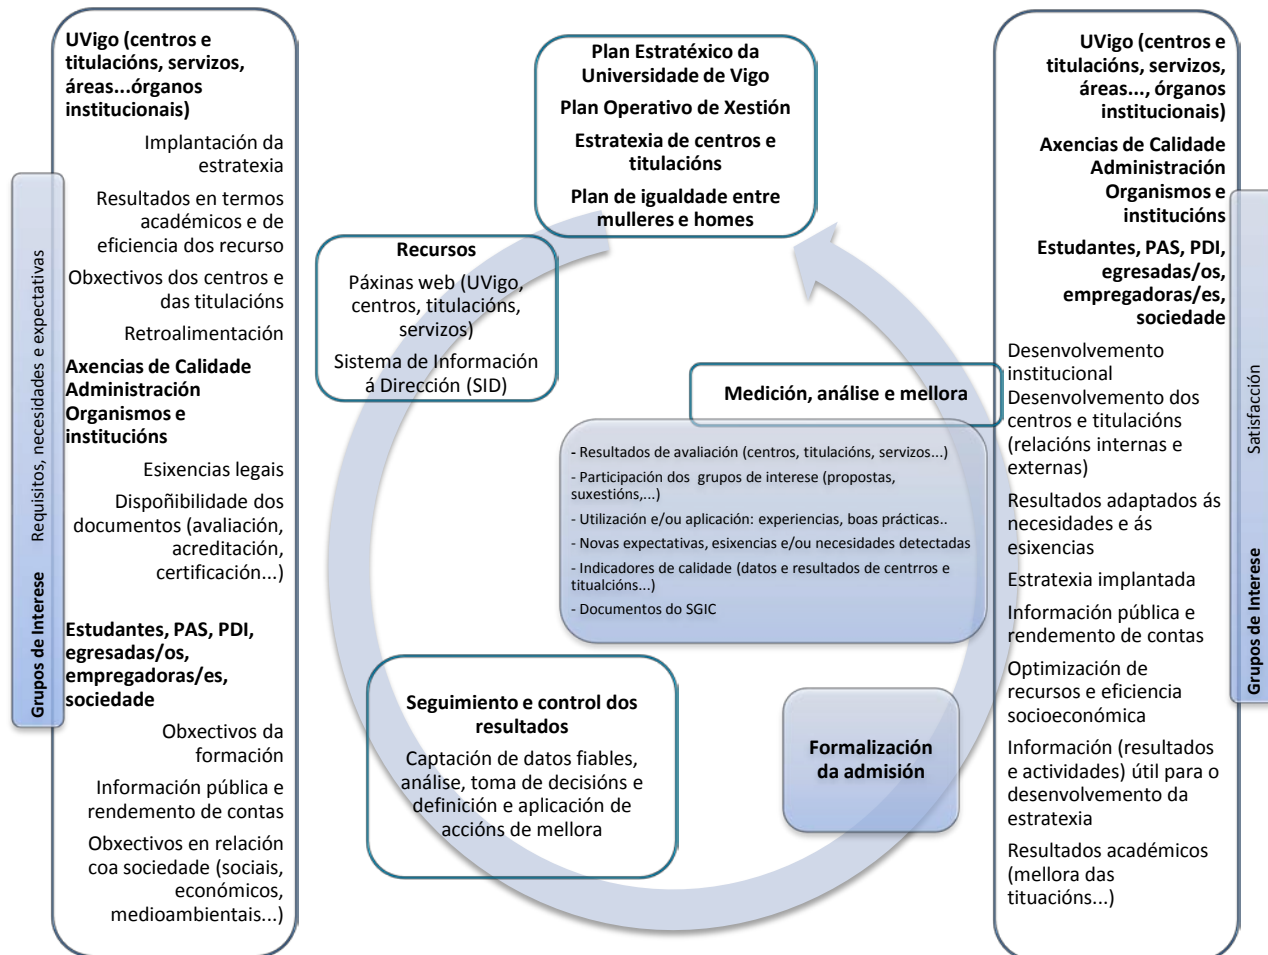 UVigo (centros e
titulacións, servizos,
áreas...órganos
institucionais)
Implantación da
estratexia
Resultados en termos
académicos e de
eficiencia dos recurso
Obxectivos dos centros e
das titulacións
Retroalimentación
Axencias de Calidade
Administración
Organismos e
institucións
Esixencias legais
Dispoñibilidade dos
documentos (avaliación,
acreditación,
certificación...)
Estudantes, PAS, PDI,
egresadas/os,
empregadoras/es,
sociedade
Obxectivos da
formación
Información pública e
rendemento de contas
Obxectivos en relación
coa sociedade (sociais,
económicos,
medioambientais...)
Grupos de Interese
Requisitos, necesidades e expectativas
Plan Estratéxico da
Universidade de Vigo
Plan Operativo de Xestión
Estratexia de centros e
titulacións
Plan de igualdade entre
mulleres e homes
Recursos
Páxinas web (UVigo,
centros, titulacións,
servizos)
Sistema de Información
á Dirección (SID)
Medición, análise e mellora
- Resultados de avaliación (centros, titulacións, servizos...)
- Participación dos grupos de interese (propostas,
suxestións,...)
- Utilización e/ou aplicación: experiencias, boas prácticas..
- Novas expectativas, esixencias e/ou necesidades detectadas
- Indicadores de calidade (datos e resultados de centrros e
titualcións...)
- Documentos do SGIC
Seguimiento e control dos
resultados
Captación de datos fiables,
análise, toma de decisións e
definición e aplicación de
accións de mellora
Formalización
da admisión
UVigo (centros e
titulacións, servizos,
áreas..., órganos
institucionais)
Axencias de Calidade
Administración
Organismos e
institucións
Estudantes, PAS, PDI,
egresadas/os,
empregadoras/es,
sociedade
Desenvolvemento
institucional
Desenvolvemento dos
centros e titulacións
(relacións internas e
externas)
Resultados adaptados ás
necesidades e ás
esixencias
Estratexia implantada
Información pública e
rendemento de contas
Optimización de
recursos e eficiencia
socioeconómica
Información (resultados
e actividades) útil para o
desenvolvemento da
estratexia
Resultados académicos
(mellora das
tituacións...)
Grupos de Interese
Satisfacción